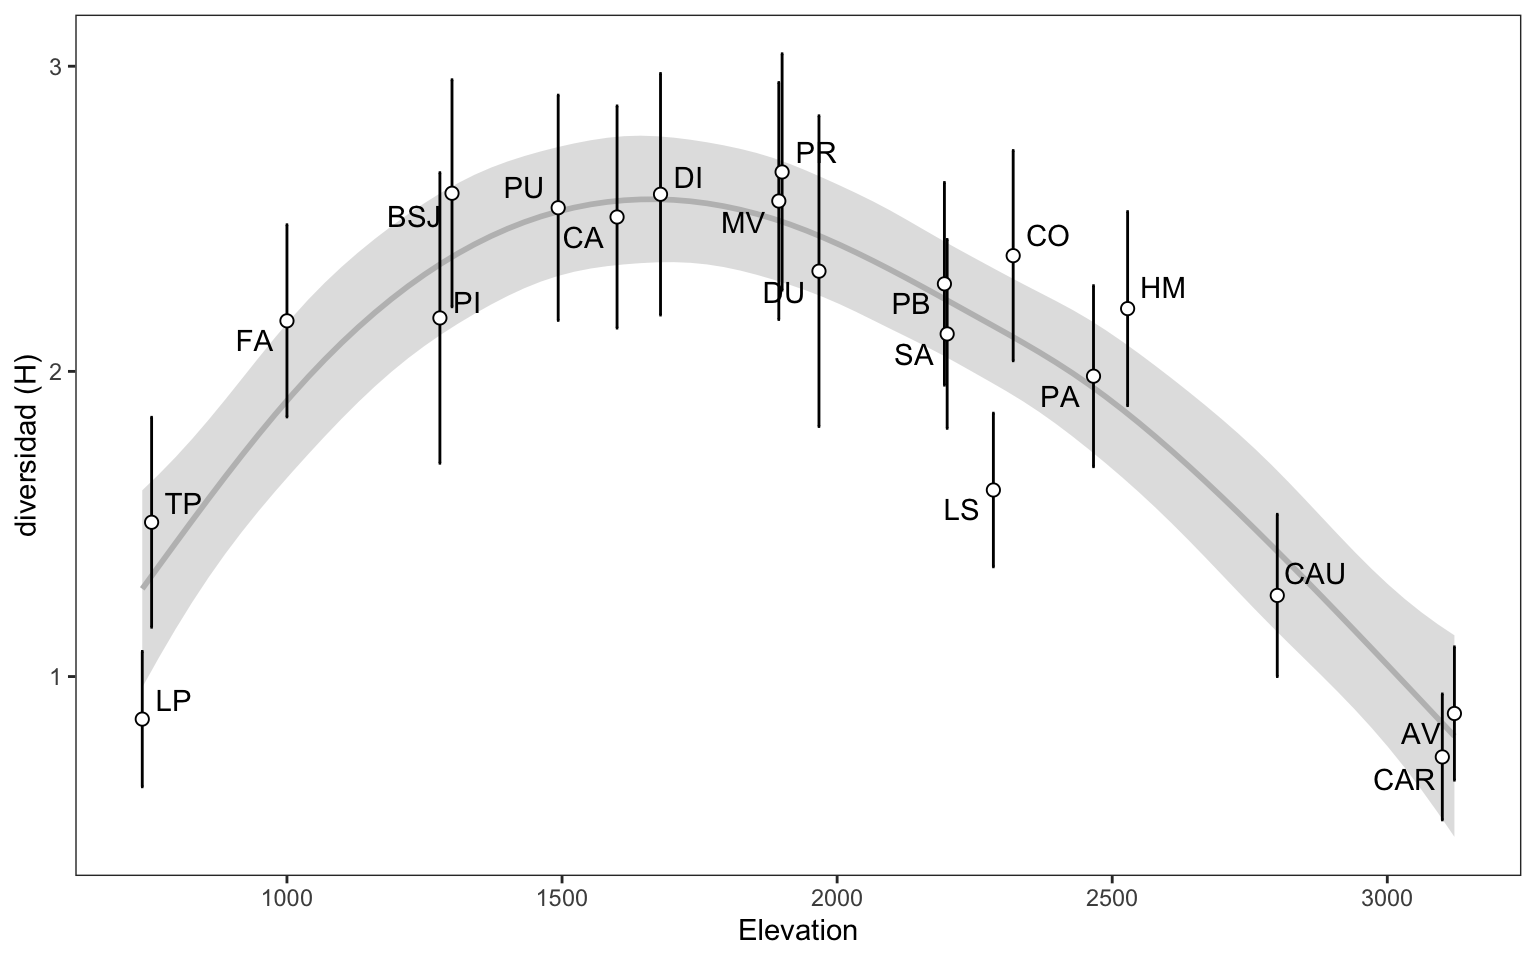 diversidad (H)
3
2
1
PR
DI
PU
BSJ
MV
CA
CO
DU
HM
PI
PB
FA
SA
PA
TP
LS
CAU
LP
AV
CAR
1000
1500
2000
2500
3000
Elevation